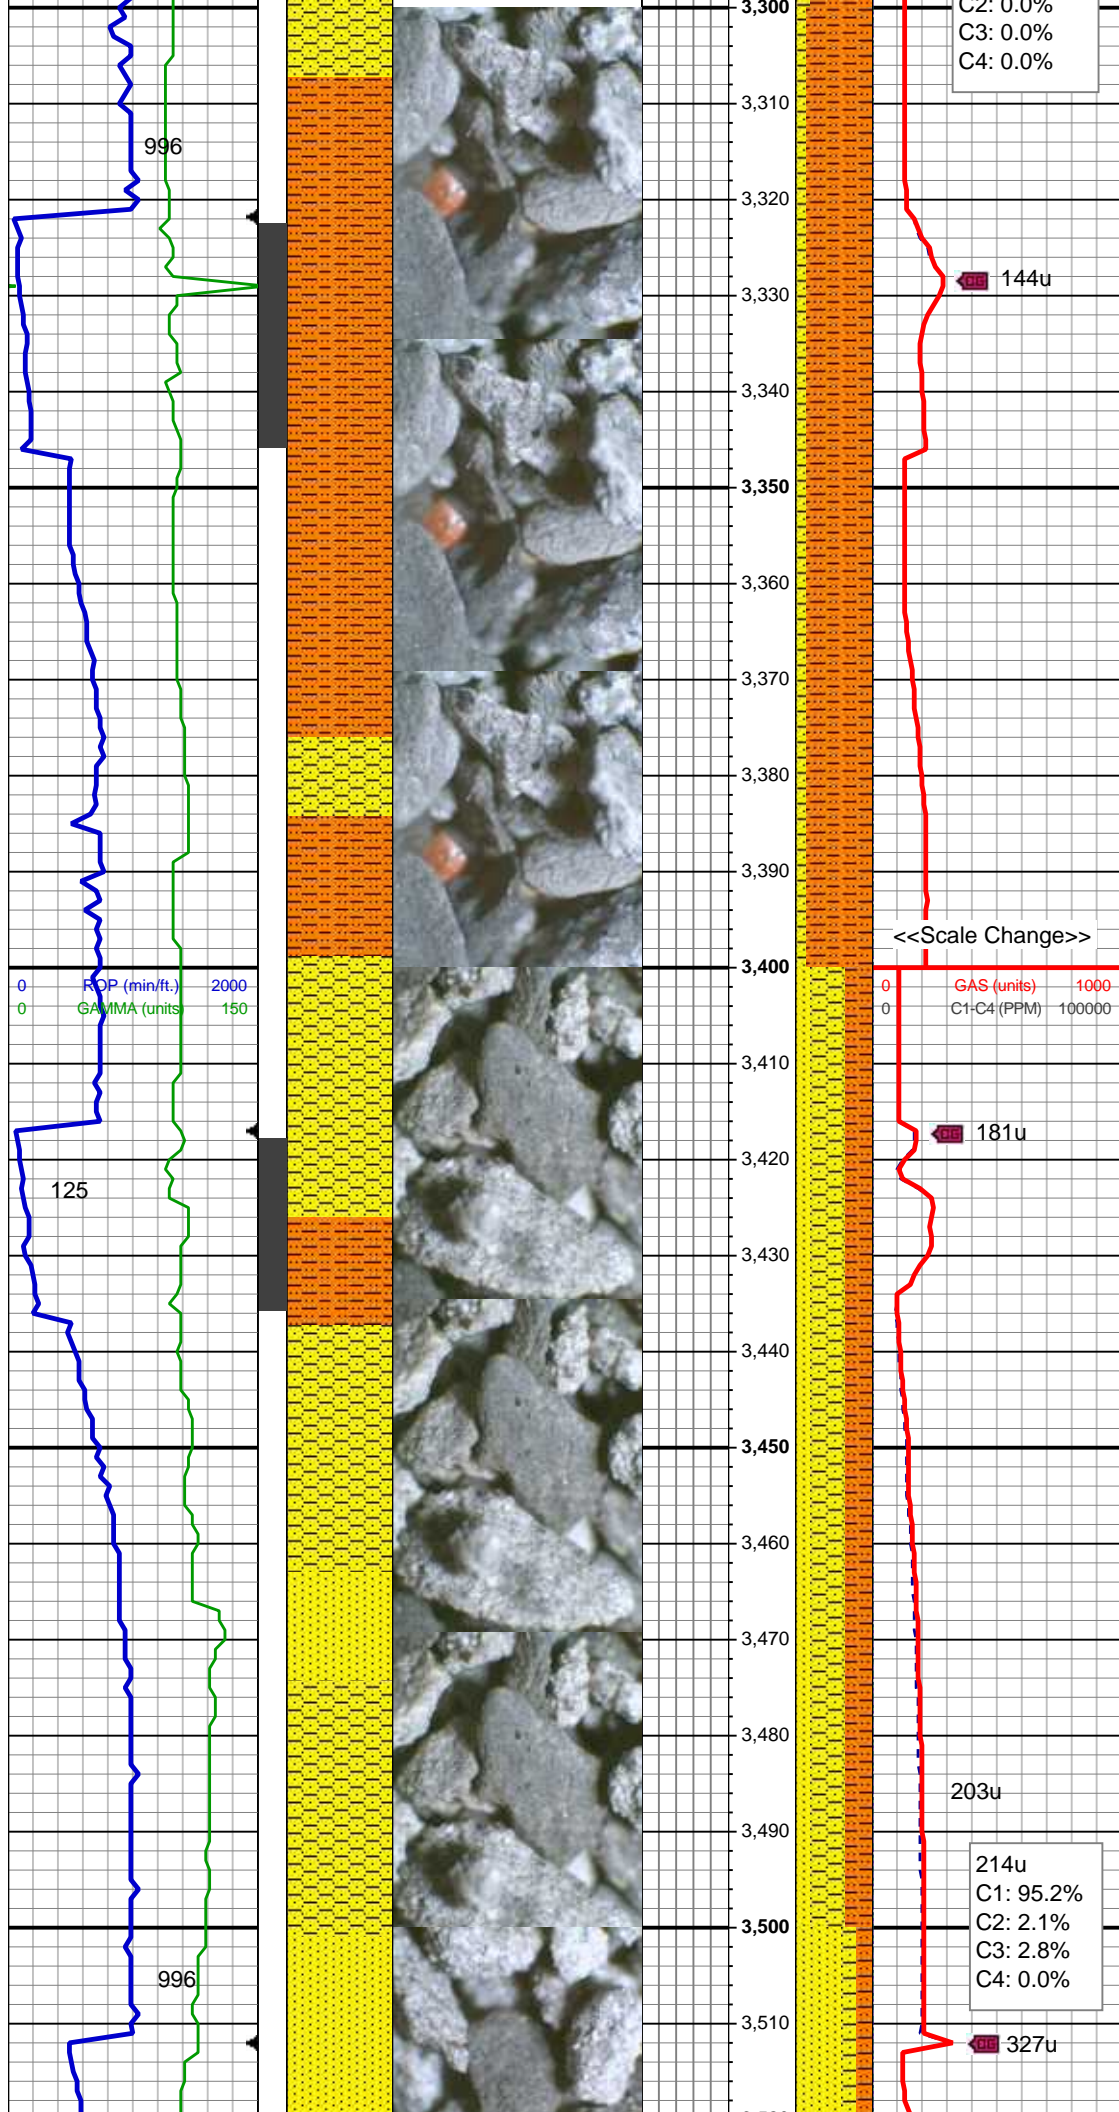 3,300
C2: 0.0%
C3: 0.0%
C4: 0.0%
3,310
996
3,320
CG 144u
3,330
3,340
3,350
3,360
3,370
3,380
3,390
<<Scale Change>>
3,400
0 ROP (min/ft.) 2000
0 GAMMA (units) 150
0 GAS (units) 1000
0 C1-C4 (PPM) 100000
3,410
CG 181u
3,420
125
3,430
3,440
3,450
3,460
3,470
3,480
203u
3,490
214u
C1: 95.2%
C2: 2.1%
C3: 2.8%
C4: 0.0%
3,500
996
3,510
CG 327u